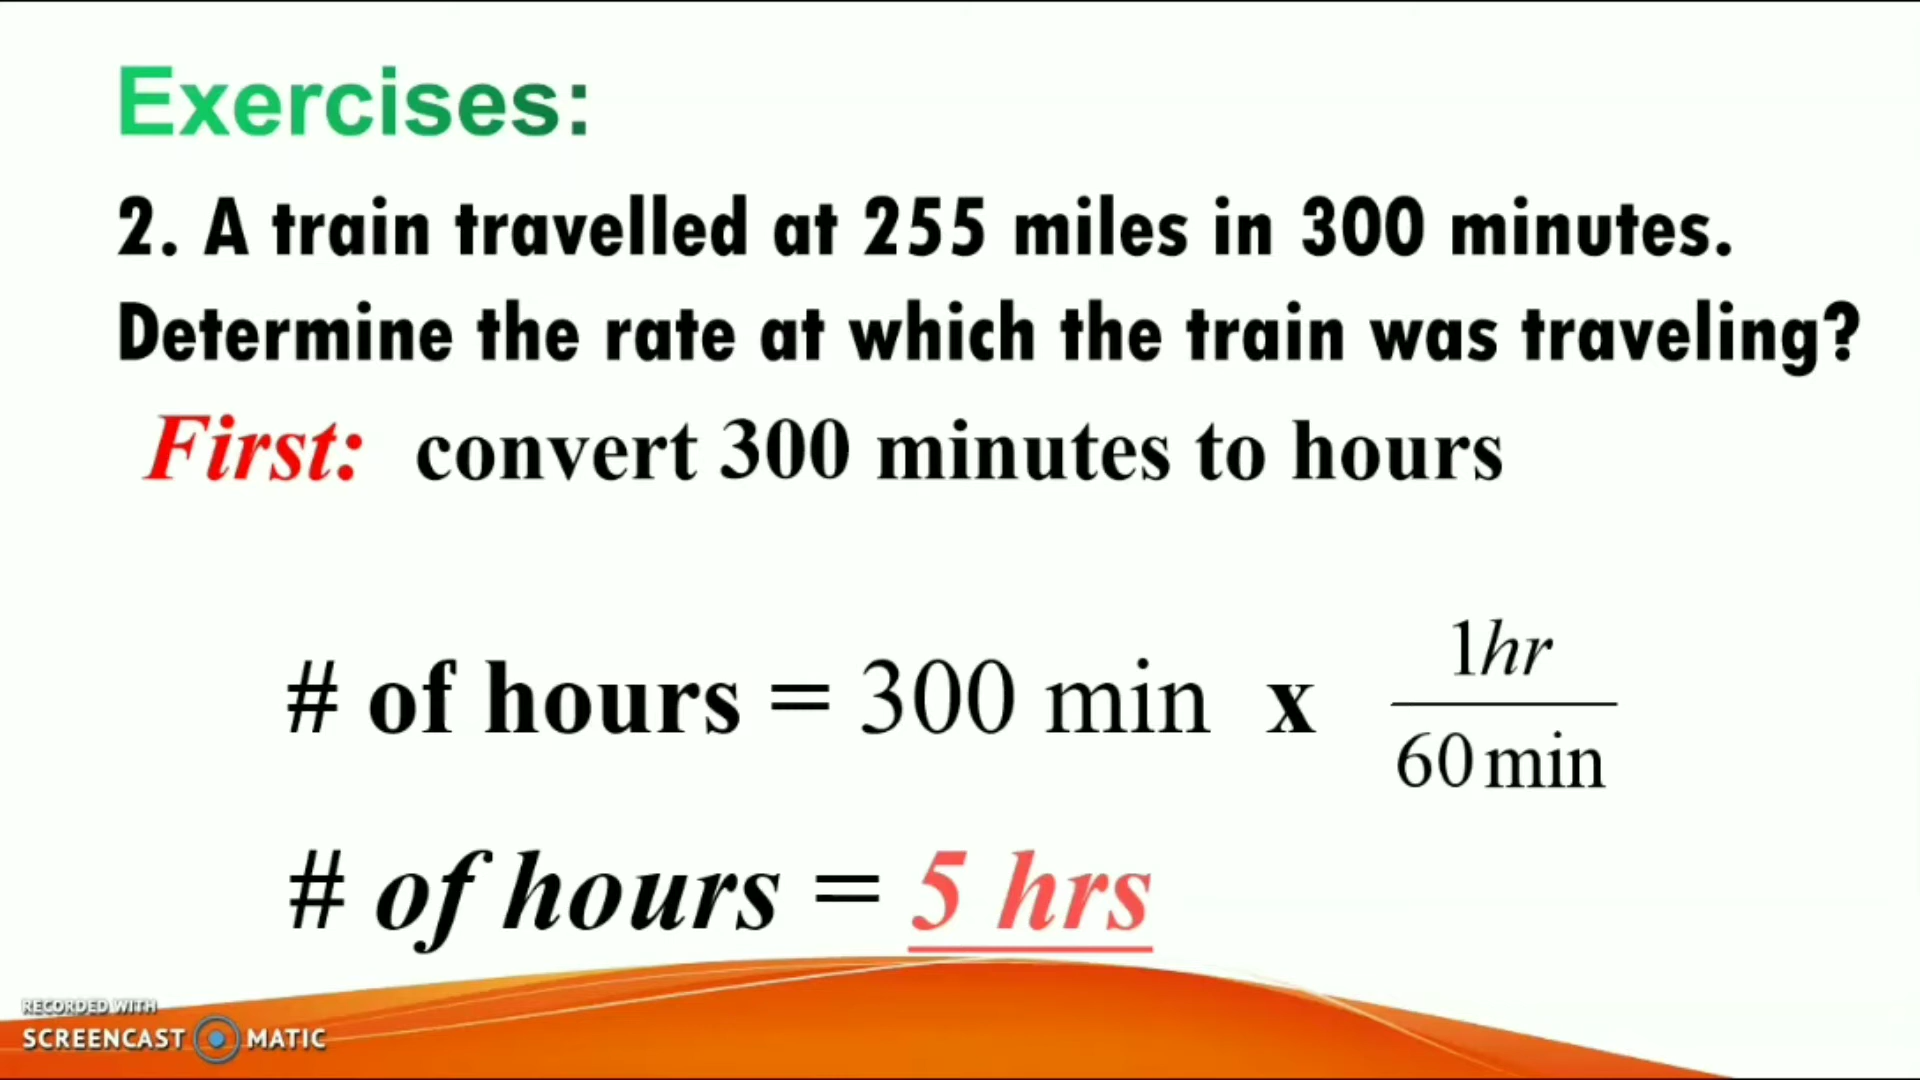 Exercises:
2. A train travelled at 255 miles in 300 minutes.
Determine the rate at which the train was traveling?
First: convert 300 minutes to hours
# of hours = 300 min x 1hr
60 min
# of hours = 5 hrs
RECORDED WITH
SCREENCAST MATIC